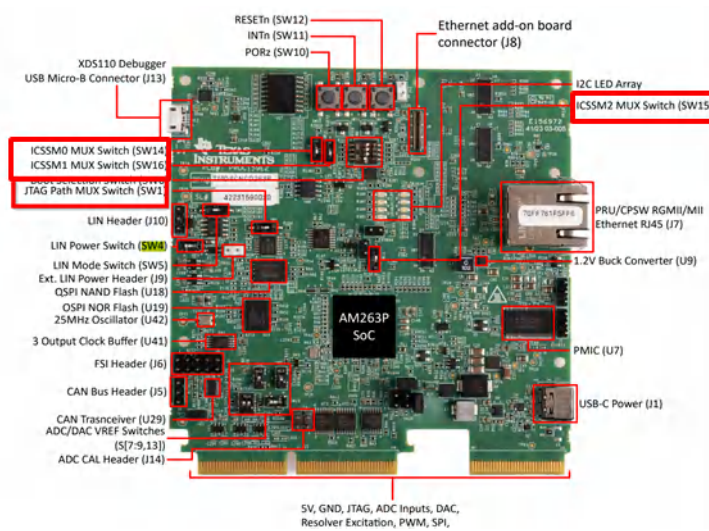 RESETn (SW12)
INTn (SW11)
PORz (SW10)
Ethernet add-on board
connector (J8)
XDS110 Debugger
USB Micro-B Connector (J13)
I2C LED Array
ICSSM2 MUX Switch (SW15
ICSSM0 MUX Switch (SW14)
ICSSM1 MUX Switch (SW16)
JTAG Path MUX Switch (SW1)
TEXAS
INSTRUMENTS
E156972
LIN Header (J10)
PRU/CPSW RGMII/MII
Ethernet RJ45 (J7)
LIN Power Switch (SW4)
LIN Mode Switch (SW5)
Ext. LIN Power Header (J9)
1.2V Buck Converter (U9)
QSPI NAND Flash (U18)
OSPI NOR Flash (U19)
25MHz Oscillator (U42)
AM263P
SoC
3 Output Clock Buffer (U41)
PMIC (U7)
FSI Header (J6)
CAN Bus Header (J5)
USB-C Power (J1)
CAN Trasnceiver (U29)
ADC/DAC VREF Switches
(S[7:9,13])
ADC CAL Header (J14)
5V, GND, JTAG, ADC Inputs, DAC,
Resolver Excitation, PWM, SPI,